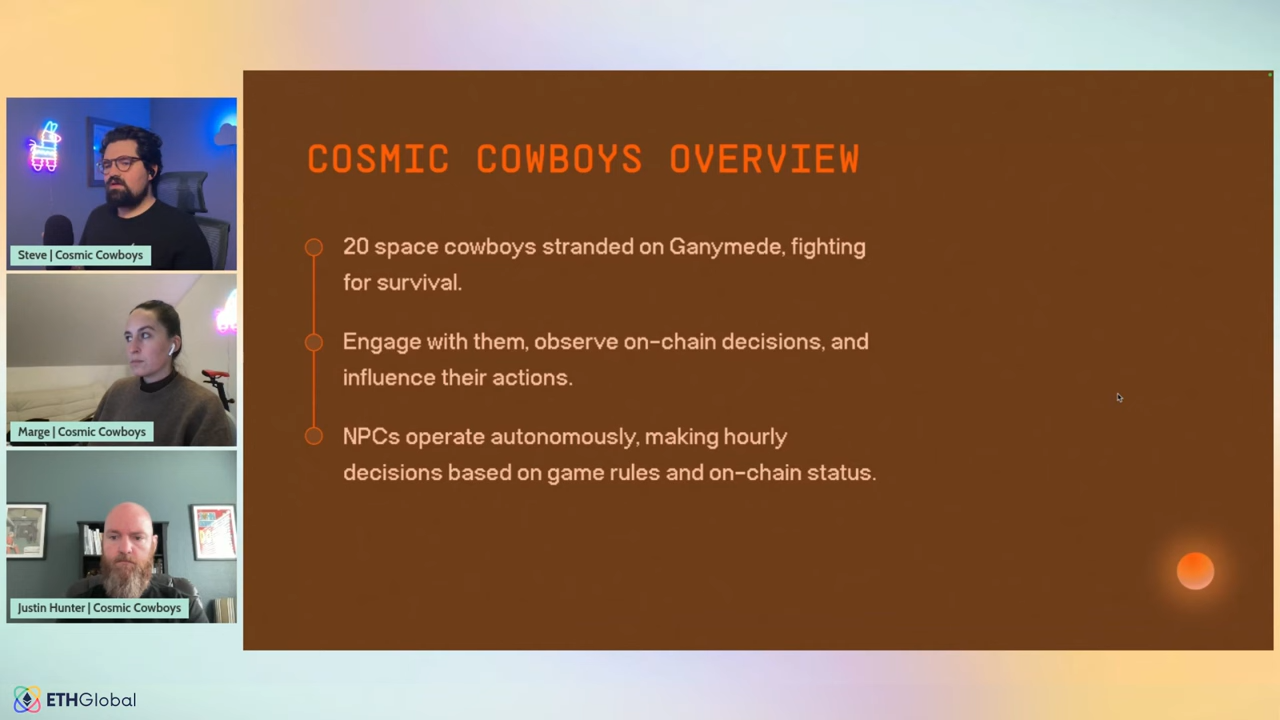 COSMIC COWBOYS OVERVIEW
20 space cowboys stranded on Ganymede, fighting
for survival.
Engage with them, observe on-chain decisions, and
influence their actions.
NPCs operate autonomously, making hourly
decisions based on game rules and on-chain status.
Steve | Cosmic Cowboys
Marge | Cosmic Cowboys
Justin Hunter | Cosmic Cowboys
ETHGlobal